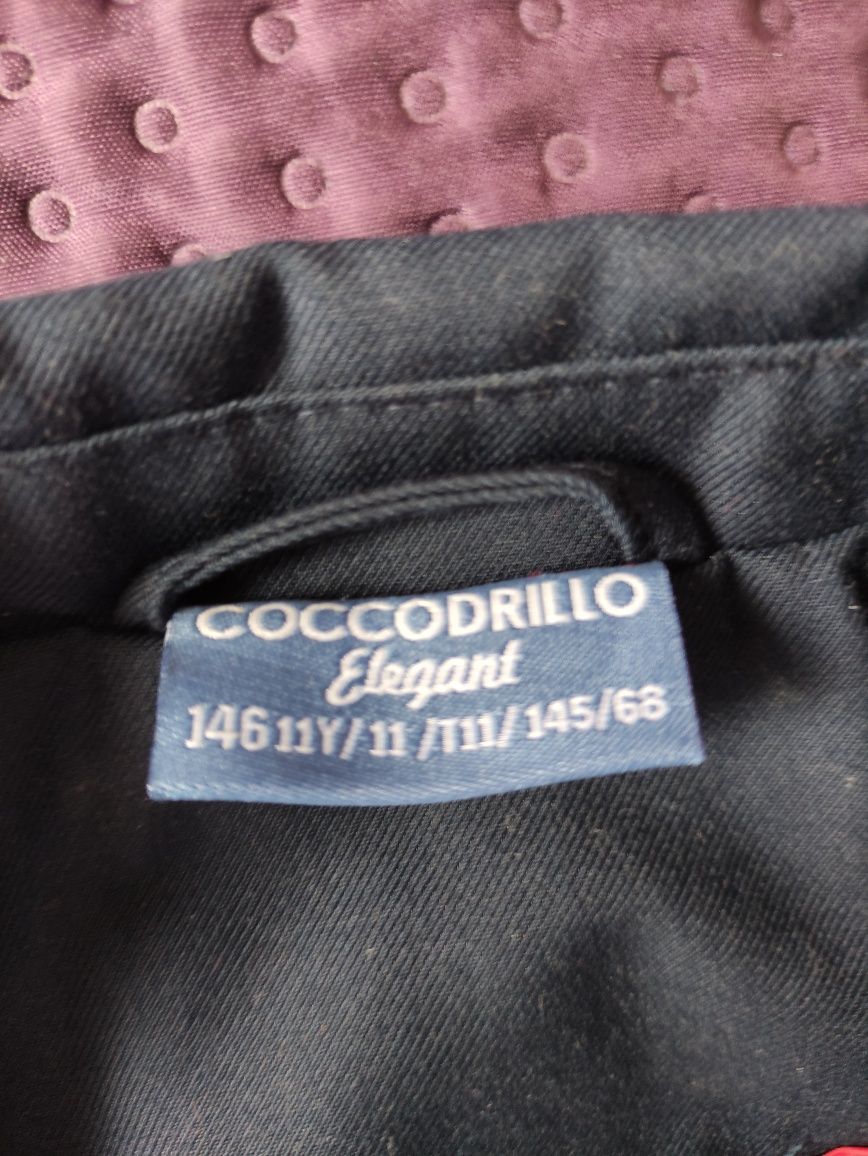 COCCODRILLO
Elegant
146 11Y/11/T11/145/68